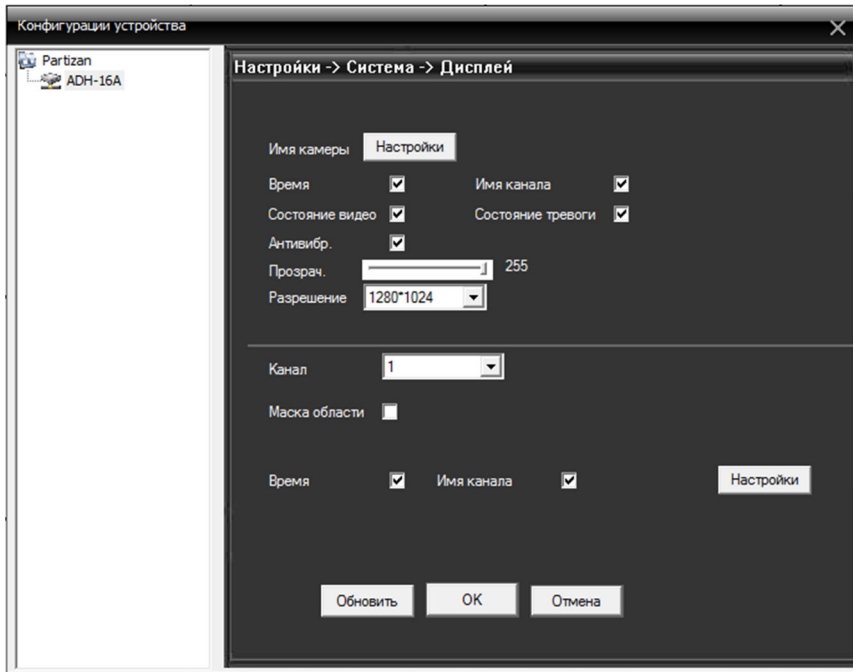 Конфигурации устройства
Partizan
ADH-16A
Настройки -> Система -> Дисплей
Имя камеры Настройки
Время Имя канала
Состояние видео Состояние тревоги
Антивибр.
Прозрач. 255
Разрешение 1280*1024
Канал 1
Маска области
Время Имя канала Настройки
Обновить OK Отмена